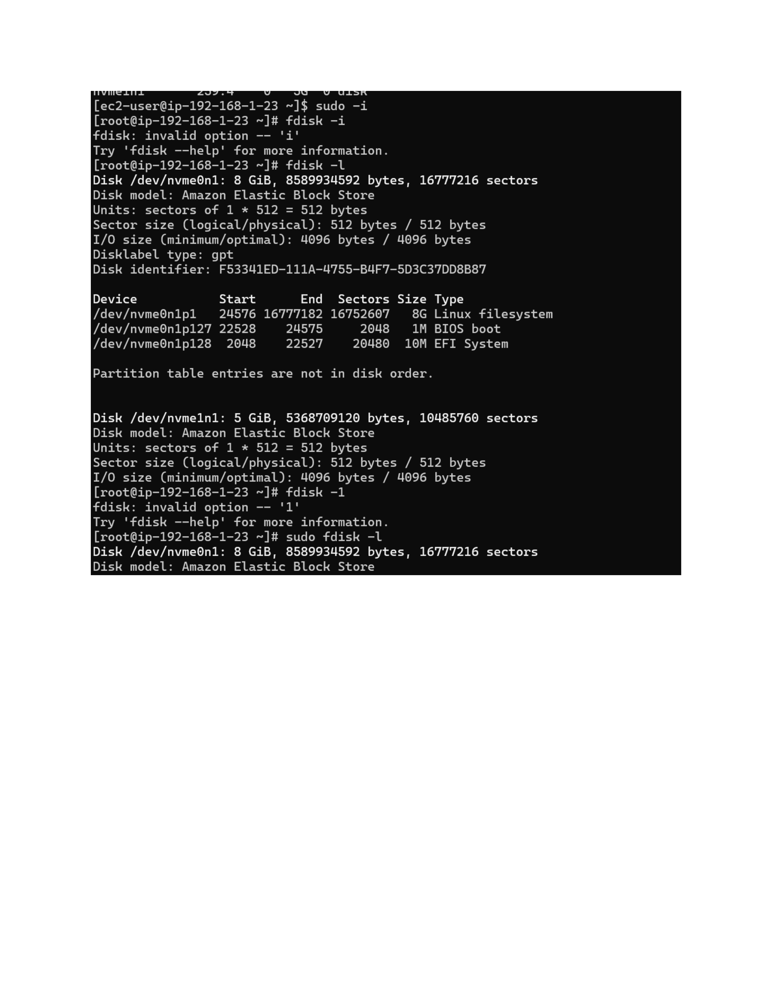 nvme1n1       259:4    0   5G  0 disk
[ec2-user@ip-192-168-1-23 ~]$ sudo -i
[root@ip-192-168-1-23 ~]# fdisk -i
fdisk: invalid option -- 'i'
Try 'fdisk --help' for more information.
[root@ip-192-168-1-23 ~]# fdisk -l
Disk /dev/nvme0n1: 8 GiB, 8589934592 bytes, 16777216 sectors
Disk model: Amazon Elastic Block Store
Units: sectors of 1 * 512 = 512 bytes
Sector size (logical/physical): 512 bytes / 512 bytes
I/O size (minimum/optimal): 4096 bytes / 4096 bytes
Disklabel type: gpt
Disk identifier: F53341ED-111A-4755-B4F7-5D3C37DD8B87
Device           Start      End  Sectors Size Type
/dev/nvme0n1p1   24576 16777182 16752607   8G Linux filesystem
/dev/nvme0n1p127 22528    24575     2048   1M BIOS boot
/dev/nvme0n1p128  2048    22527    20480  10M EFI System
Partition table entries are not in disk order.
Disk /dev/nvme1n1: 5 GiB, 5368709120 bytes, 10485760 sectors
Disk model: Amazon Elastic Block Store
Units: sectors of 1 * 512 = 512 bytes
Sector size (logical/physical): 512 bytes / 512 bytes
I/O size (minimum/optimal): 4096 bytes / 4096 bytes
[root@ip-192-168-1-23 ~]# fdisk -1
fdisk: invalid option -- '1'
Try 'fdisk --help' for more information.
[root@ip-192-168-1-23 ~]# sudo fdisk -l
Disk /dev/nvme0n1: 8 GiB, 8589934592 bytes, 16777216 sectors
Disk model: Amazon Elastic Block Store